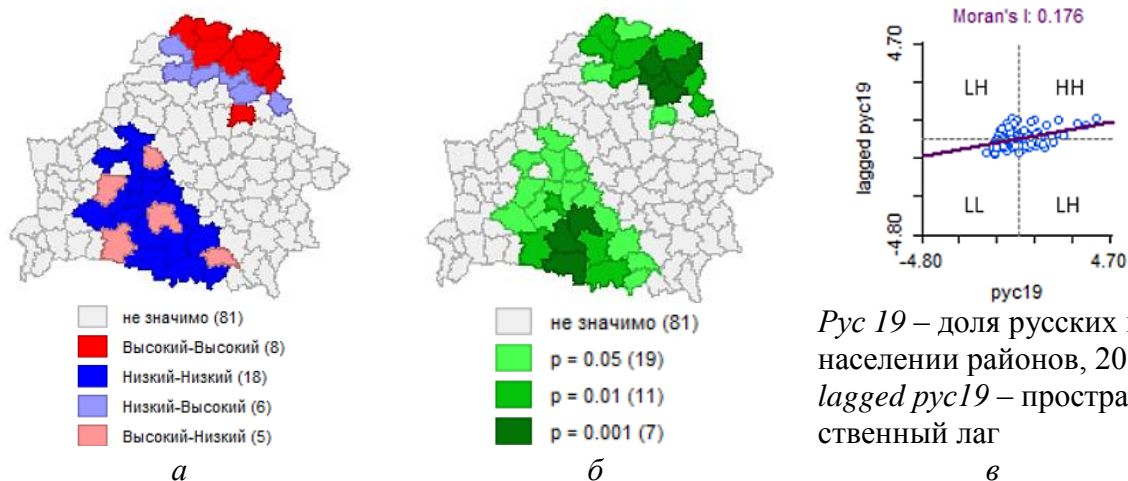 не значимо (81)
Высокий-Высокий (8)
Низкий-Низкий (18)
Низкий-Высокий (6)
Высокий-Низкий (5)
а
не значимо (81)
p = 0.05 (19)
p = 0.01 (11)
p = 0.001 (7)
б
Moran's I: 0.176
4.70
lagged рус19
-4.80
LH
HH
LL
LH
-4.80
4.70
рус19
Рус 19 – доля русских
населении районов, 20
lagged рус19 – простра
ственный лаг
в